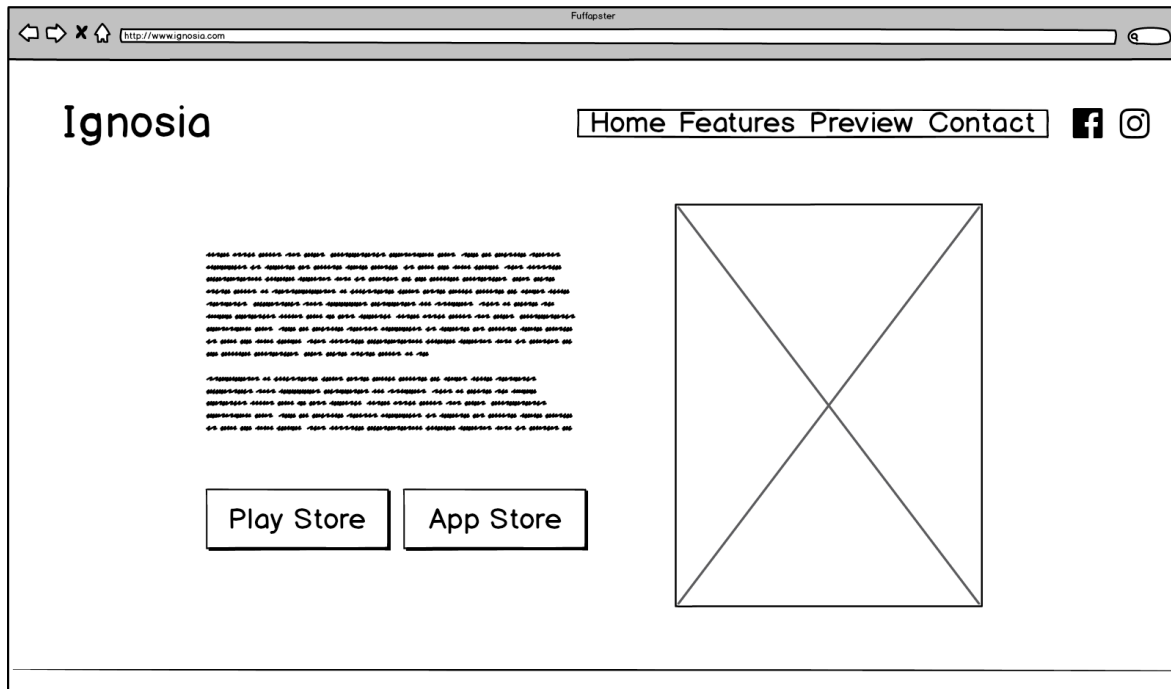 Fuffapster
http://www.ignosia.com
Ignosia
Home Features Preview Contact
Play Store App Store